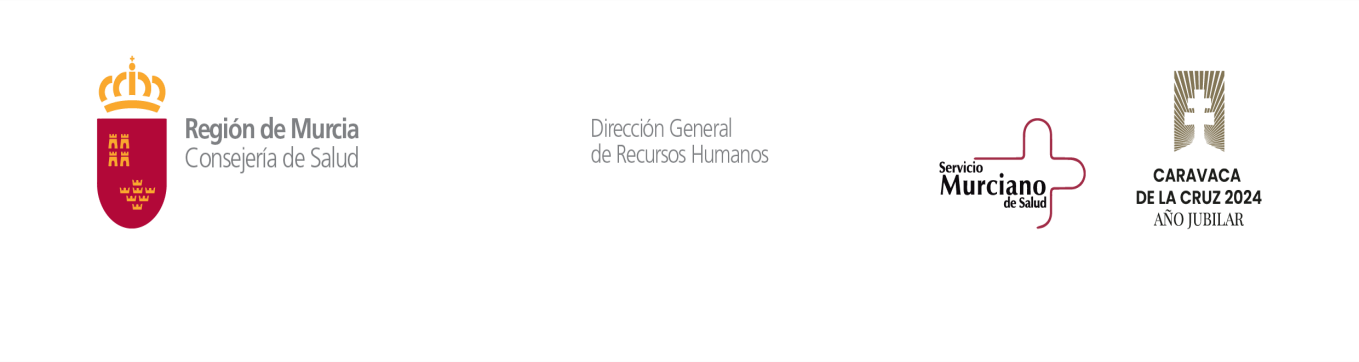 Región de Murcia
Consejería de Salud
Dirección General
de Recursos Humanos
Servicio
Murciano
de Salud
CARAVACA
DE LA CRUZ 2024
AÑO JUBILAR